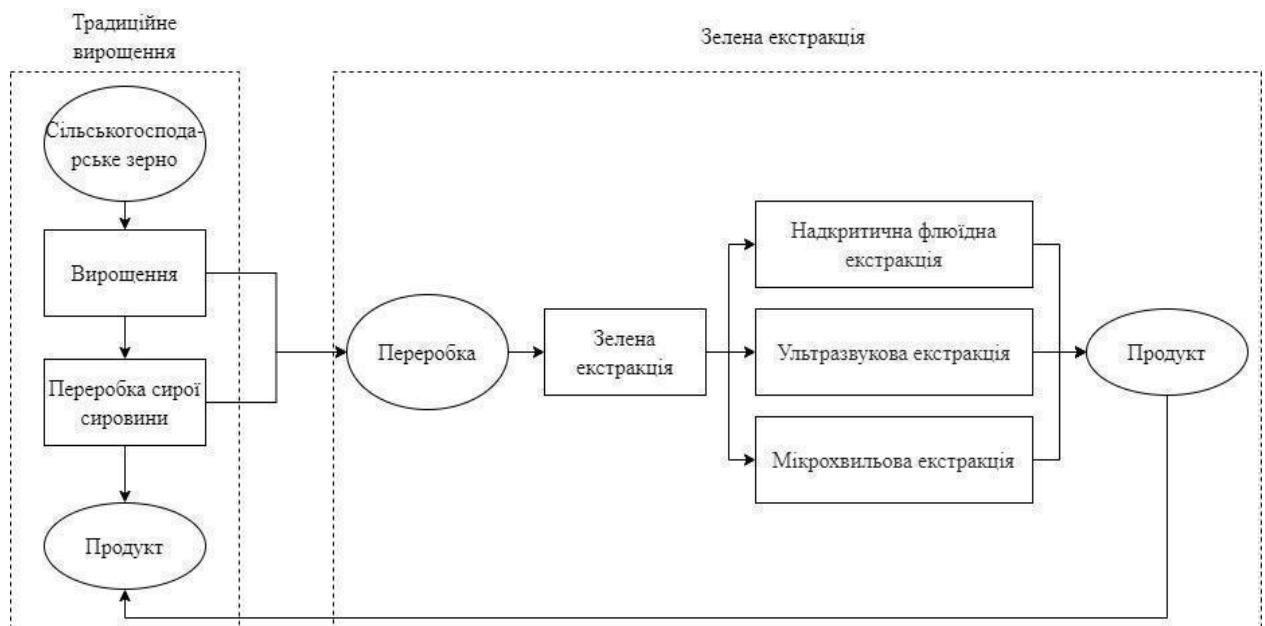 Традиційне
вирощення
Зелена екстракція
Сільськогоспода-
рське зерно
Вирощення
Переробка сирої
сировини
Продукт
Переробка
Зелена
екстракція
Надкритична флюїдна
екстракція
Ультразвукова екстракція
Мікрохвильова екстракція
Продукт